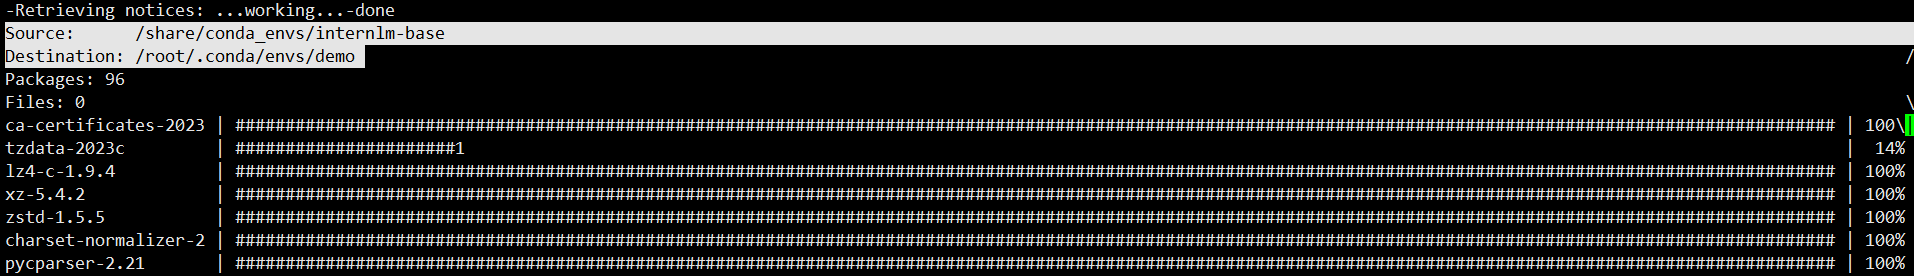 -Retrieving notices: ...working...-done
Source:      /share/conda_envs/internlm-base
Destination: /root/.conda/envs/demo /
Packages: 96
Files: 0 \
ca-certificates-2023 | ################################################################################################################################################################ | 100\|
tzdata-2023c         | ######################1 |  14%
lz4-c-1.9.4          | ################################################################################################################################################################ | 100%
xz-5.4.2             | ################################################################################################################################################################ | 100%
zstd-1.5.5           | ################################################################################################################################################################ | 100%
charset-normalizer-2 | ################################################################################################################################################################ | 100%
pycparser-2.21       | ################################################################################################################################################################ | 100%